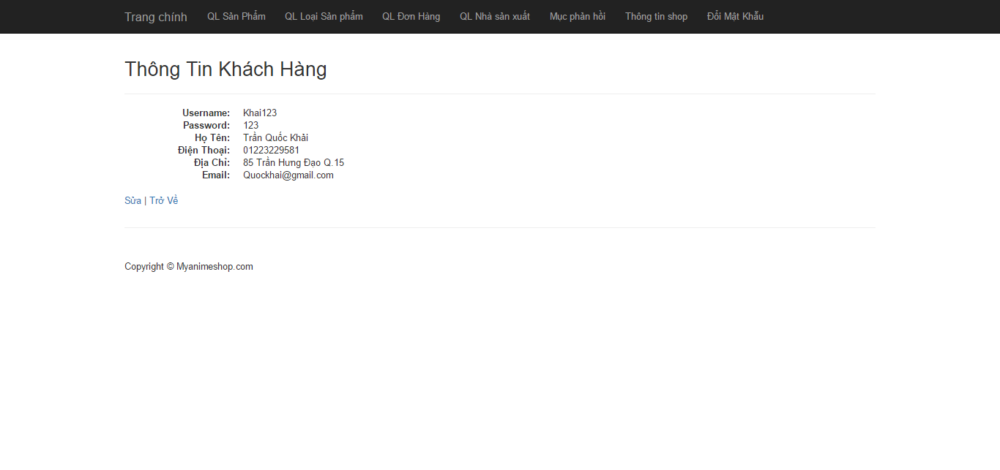 Trang chính QL Sản Phẩm QL Loại Sản phẩm QL Đơn Hàng QL Nhà sản xuất Mục phản hồi Thông tin shop Đổi Mật Khẩu
Thông Tin Khách Hàng
Username: Khai123
Password: 123
Họ Tên: Trần Quốc Khải
Điện Thoại: 01223229581
Địa Chỉ: 85 Trần Hưng Đạo Q.15
Email: Quockhai@gmail.com
Sửa | Trở Về
Copyright © Myanimeshop.com